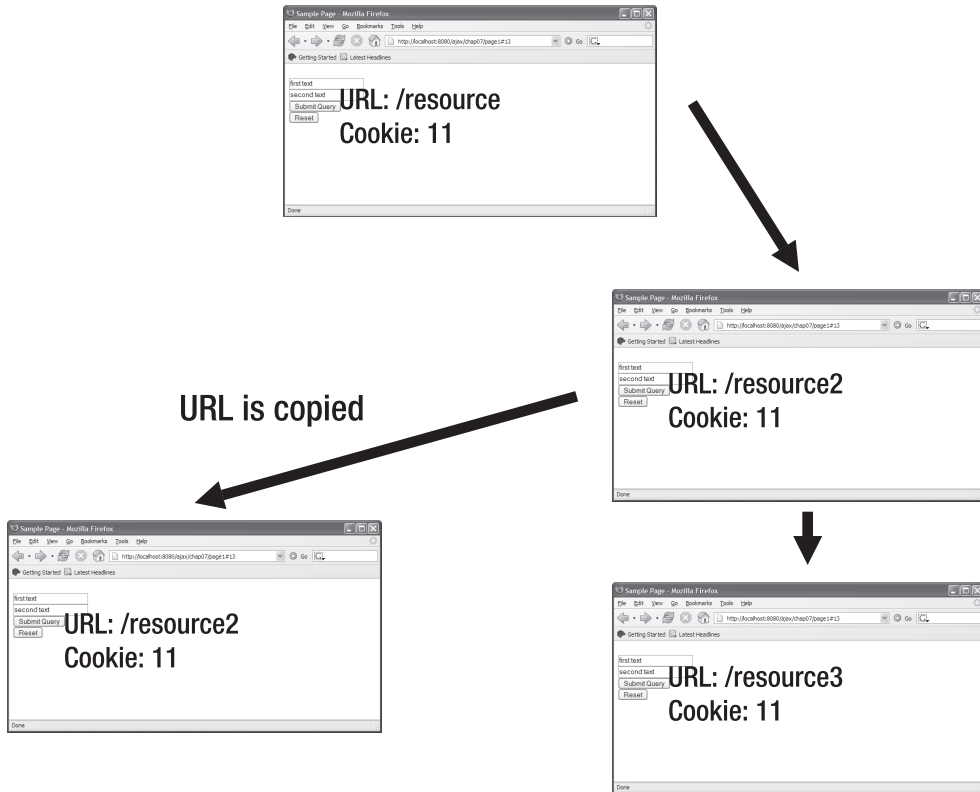 Sample Page - Mozilla Firefox
File Edit View Go Bookmarks Tools Help
http://localhost:8080/ajax/chap07/page1#13
Go
Getting Started Latest Headlines
first text
second text
Submit Query
Reset
URL: /resource
Cookie: 11
Done
Sample Page - Mozilla Firefox
File Edit View Go Bookmarks Tools Help
http://localhost:8080/ajax/chap07/page1#13
Go
Getting Started Latest Headlines
first text
second text
Submit Query
Reset
URL: /resource2
Cookie: 11
Done
URL is copied
Sample Page - Mozilla Firefox
File Edit View Go Bookmarks Tools Help
http://localhost:8080/ajax/chap07/page1#13
Go
Getting Started Latest Headlines
first text
second text
Submit Query
Reset
URL: /resource2
Cookie: 11
Done
Sample Page - Mozilla Firefox
File Edit View Go Bookmarks Tools Help
http://localhost:8080/ajax/chap07/page1#13
Go
Getting Started Latest Headlines
first text
second text
Submit Query
Reset
URL: /resource3
Cookie: 11
Done